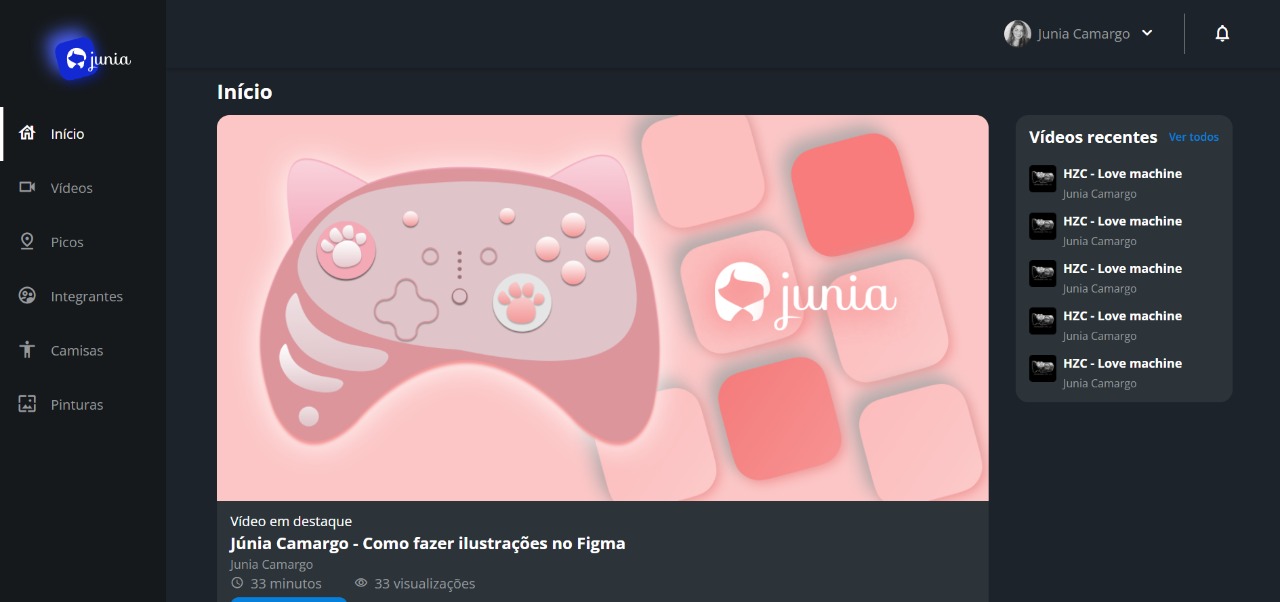 junia
Junia Camargo
Início
Vídeos
Picos
Integrantes
Camisas
Pinturas
Início
junia
Vídeo em destaque
Júnia Camargo - Como fazer ilustrações no Figma
Junia Camargo
33 minutos 33 visualizações
Vídeos recentes Ver todos
HZC - Love machine
Junia Camargo
HZC - Love machine
Junia Camargo
HZC - Love machine
Junia Camargo
HZC - Love machine
Junia Camargo
HZC - Love machine
Junia Camargo